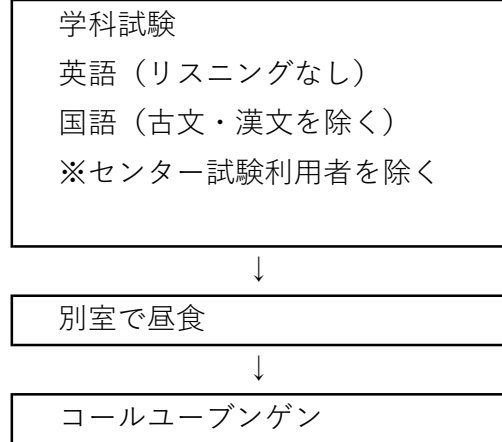 学科試験
英語（リスニングなし）
国語（古文・漢文を除く）
※センター試験利用者を除く
↓
別室で昼食
↓
コールユーブンゲン